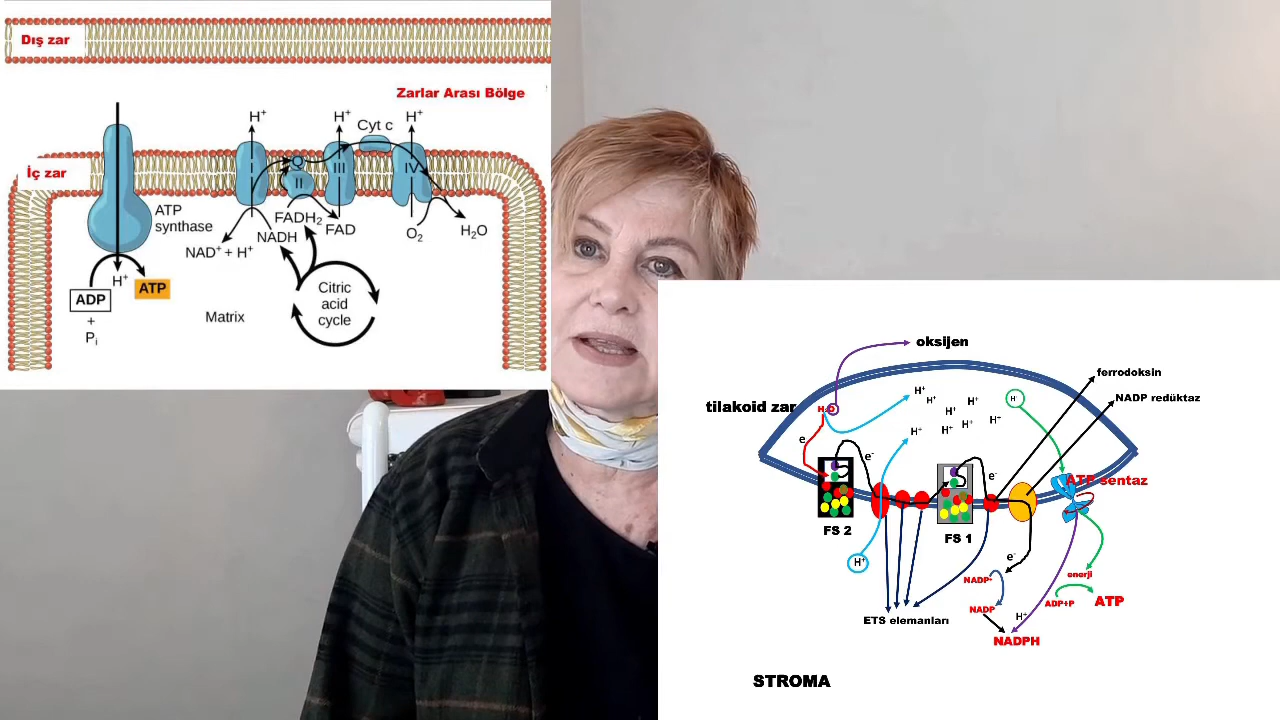 Dış zar
Zarlar Arası Bölge
H+ H+ H+
Cyt c
İç zar
I Q II III IV
ATP
synthase
FADH2
NADH
FAD
O2
H2O
NAD+ + H+
H+
ATP
ADP
+
Pi
Matrix
Citric
acid
cycle
oksijen
ferrodoksin
NADP redüktaz
tilakoid zar
H2O
H+ H+ H+ H+ H+ H+ H+ H+
H+
e
e-
e-
ATP sentaz
FS 2
FS 1
H+
e-
NADP+
enerji
NADP
H+
ADP+P
ATP
ETS elemanları
NADPH
STROMA